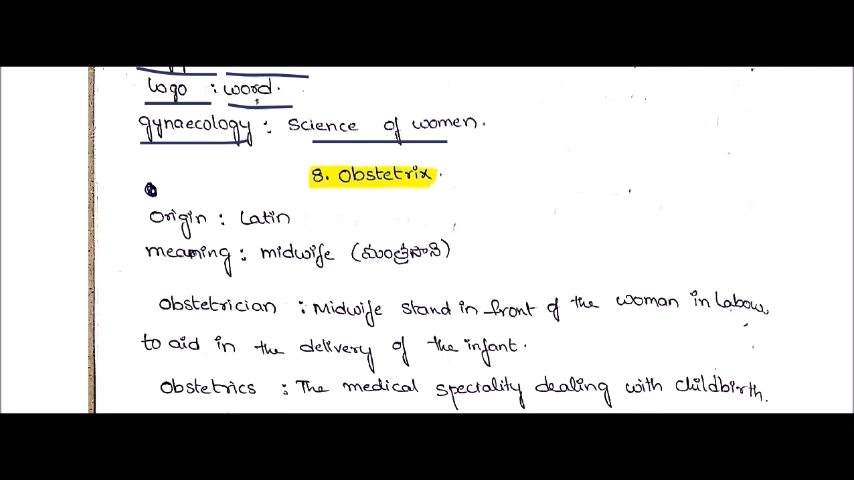 logo : word.
gynaecology : science of women.
8. Obstetrix.
Origin : Latin
meaning : midwife (మంత్రసాని)
Obstetrician : Midwife stand in front of the woman in labour
to aid in the delivery of the infant.
Obstetrics : The medical speciality dealing with childbirth.